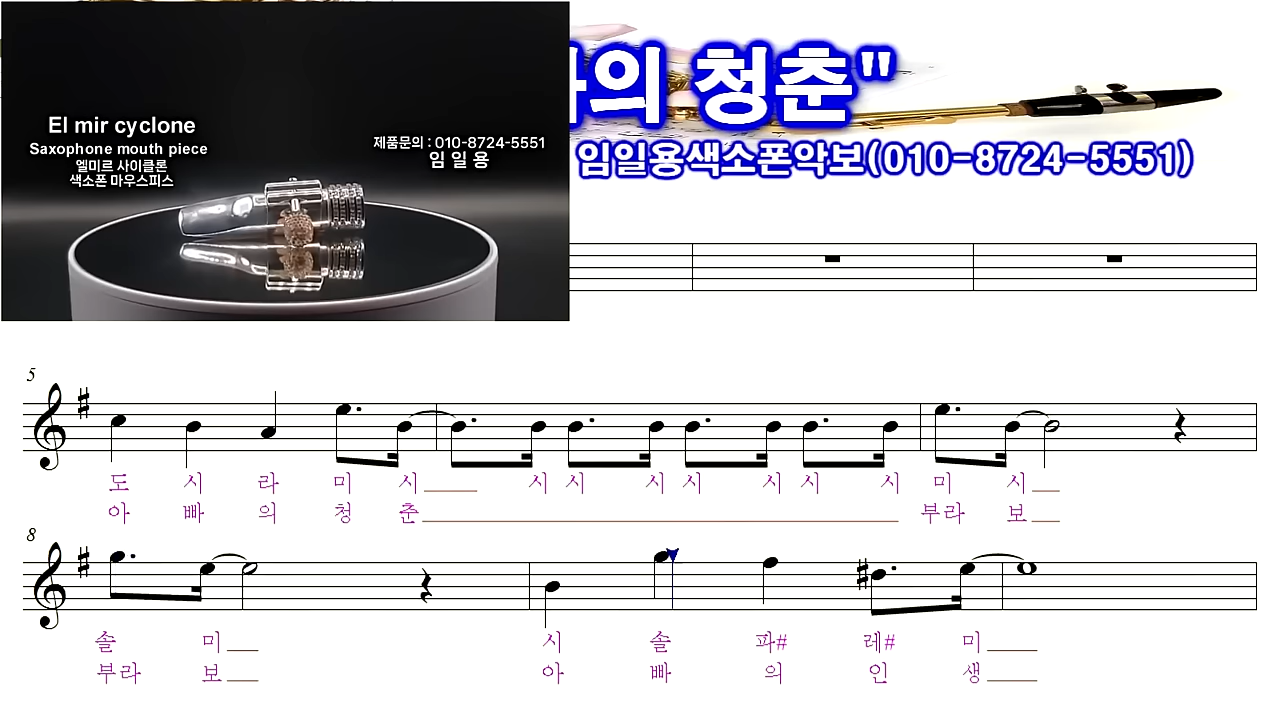 의 청춘"
임일용색소폰악보(010-8724-5551)
El mir cyclone
Saxophone mouth piece
엘미르 사이클론
색소폰 마우스피스
제품문의 : 010-8724-5551
임 일 용
5
도 시 라 미 시 시 시 시 시 시 시 시 미 시
아 빠 의 청 춘 부라 보
8
솔 미 시 솔 파# 레# 미
부라 보 아 빠 의 인 생